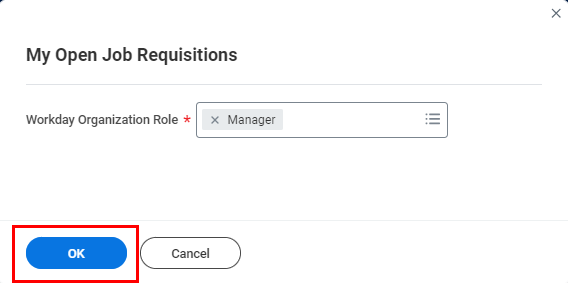 My Open Job Requisitions
Workday Organization Role * × Manager
OK Cancel